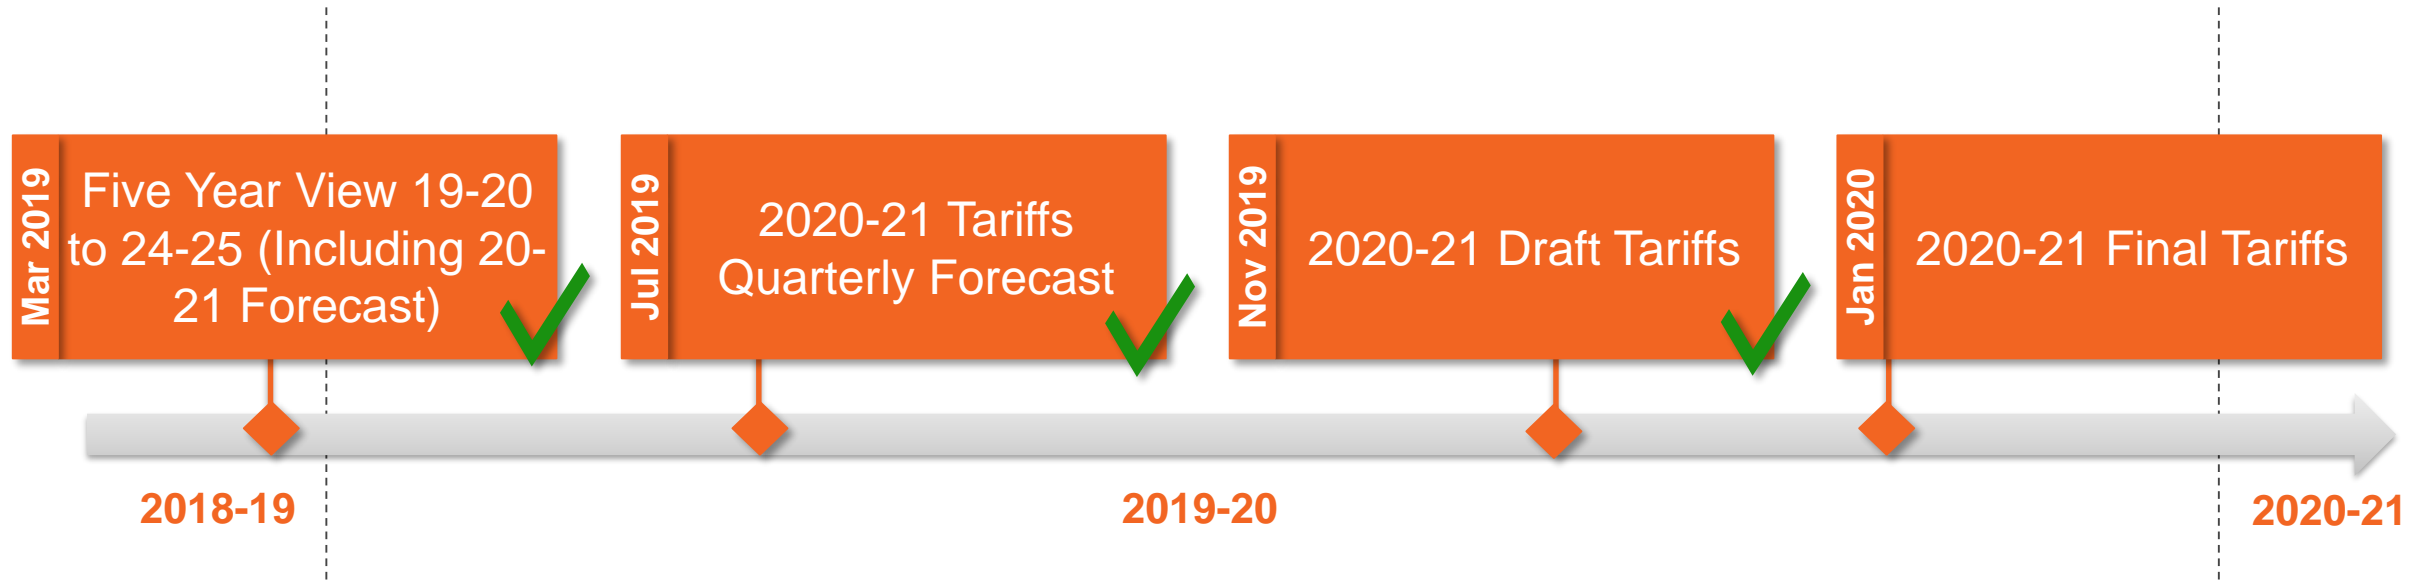 Mar 2019
Five Year View 19-20
to 24-25 (Including 20-
21 Forecast)
Jul 2019
2020-21 Tariffs
Quarterly Forecast
Nov 2019
2020-21 Draft Tariffs
Jan 2020
2020-21 Final Tariffs
2018-19
2019-20
2020-21